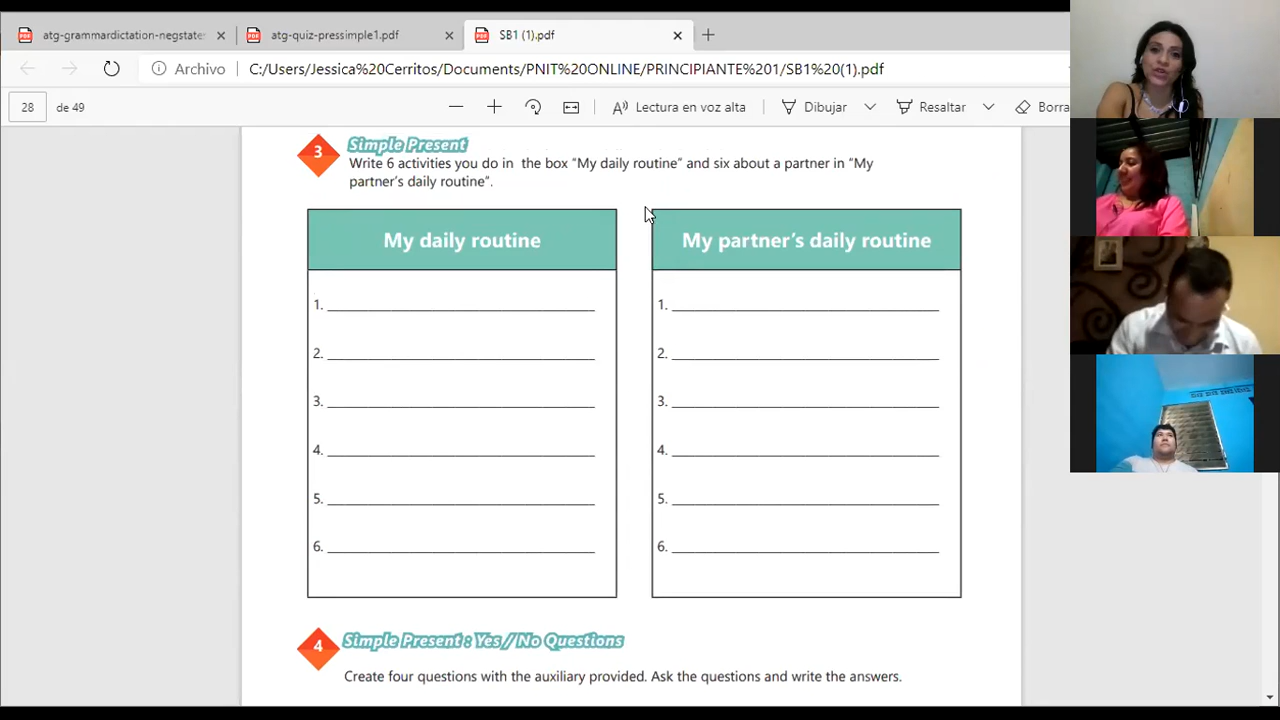 atg-grammardictation-negstate
atg-quiz-pressimple1.pdf
SB1 (1).pdf
Archivo
C:/Users/Jessica%20Cerritos/Documents/PNIT%20ONLINE/PRINCIPIANTE%201/SB1%20(1).pdf
28
de 49
Lectura en voz alta
Dibujar
Resaltar
Borra
3
Simple Present
Write 6 activities you do in the box “My daily routine” and six about a partner in “My
partner’s daily routine”.
My daily routine
1.
2.
3.
4.
5.
6.
My partner’s daily routine
1.
2.
3.
4.
5.
6.
4
Simple Present : Yes / No Questions
Create four questions with the auxiliary provided. Ask the questions and write the answers.